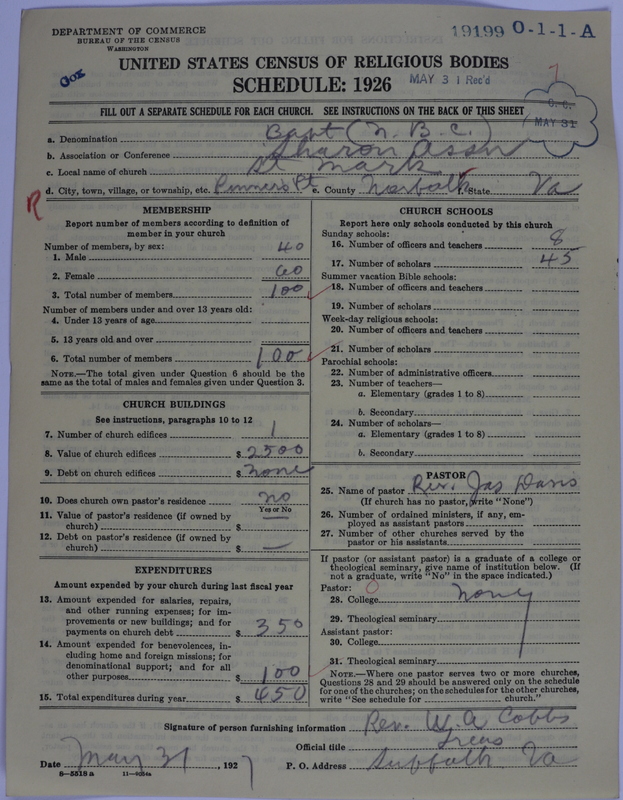 DEPARTMENT OF COMMERCE
BUREAU OF THE CENSUS
WASHINGTON
19199 O-1-1-A
UNITED STATES CENSUS OF RELIGIOUS BODIES
SCHEDULE: 1926
MAY 3 1 Rec'd
FILL OUT A SEPARATE SCHEDULE FOR EACH CHURCH. SEE INSTRUCTIONS ON THE BACK OF THIS SHEET
MAY 31
a. Denomination Bapt (N. B. C.)
b. Association or Conference Sharon Assn
c. Local name of church St Mark
d. City, town, village, or township, etc. Pinners Pt e. County Norfolk f. State Va
R
MEMBERSHIP
Report number of members according to definition of
member in your church
Number of members, by sex:
1. Male 40
2. Female 60
3. Total number of members 100
Number of members under and over 13 years old:
4. Under 13 years of age
5. 13 years old and over
6. Total number of members 100
NOTE.—The total given under Question 6 should be the
same as the total of males and females given under Question 3.
CHURCH BUILDINGS
See instructions, paragraphs 10 to 12
7. Number of church edifices 1
8. Value of church edifices $ 2500
9. Debt on church edifices $ none
10. Does church own pastor's residence no
Yes or No
11. Value of pastor's residence (if owned by
church) $ —
12. Debt on pastor's residence (if owned by
church) $ —
EXPENDITURES
Amount expended by your church during last fiscal year
13. Amount expended for salaries, repairs,
and other running expenses; for im-
provements or new buildings; and for
payments on church debt $ 350
14. Amount expended for benevolences, in-
cluding home and foreign missions; for
denominational support; and for all
other purposes $ 100
15. Total expenditures during year $ 450
CHURCH SCHOOLS
Report here only schools conducted by this church
Sunday schools:
16. Number of officers and teachers 8
17. Number of scholars 45
Summer vacation Bible schools:
18. Number of officers and teachers
19. Number of scholars
Week-day religious schools:
20. Number of officers and teachers
21. Number of scholars
Parochial schools:
22. Number of administrative officers
23. Number of teachers—
a. Elementary (grades 1 to 8)
b. Secondary
24. Number of scholars—
a. Elementary (grades 1 to 8)
b. Secondary
PASTOR
25. Name of pastor Rev. Jas Davis
(If church has no pastor, write "None")
26. Number of ordained ministers, if any, em-
ployed as assistant pastors
27. Number of other churches served by the
pastor or his assistants
If pastor (or assistant pastor) is a graduate of a college or
theological seminary, give name of institution below. (If
not a graduate, write "No" in the space indicated.)
Pastor: 0
28. College none
29. Theological seminary
Assistant pastor:
30. College
31. Theological seminary
NOTE.—Where one pastor serves two or more churches,
Questions 28 and 29 should be answered only on the schedule
for one of the churches; on the schedules for the other churches,
write "See schedule for church."
Signature of person furnishing information Rev. W. A Cobbs
Official title Treas
Date May 31, 1927 P. O. Address Suffolk Va
8—5518a 11—9054a